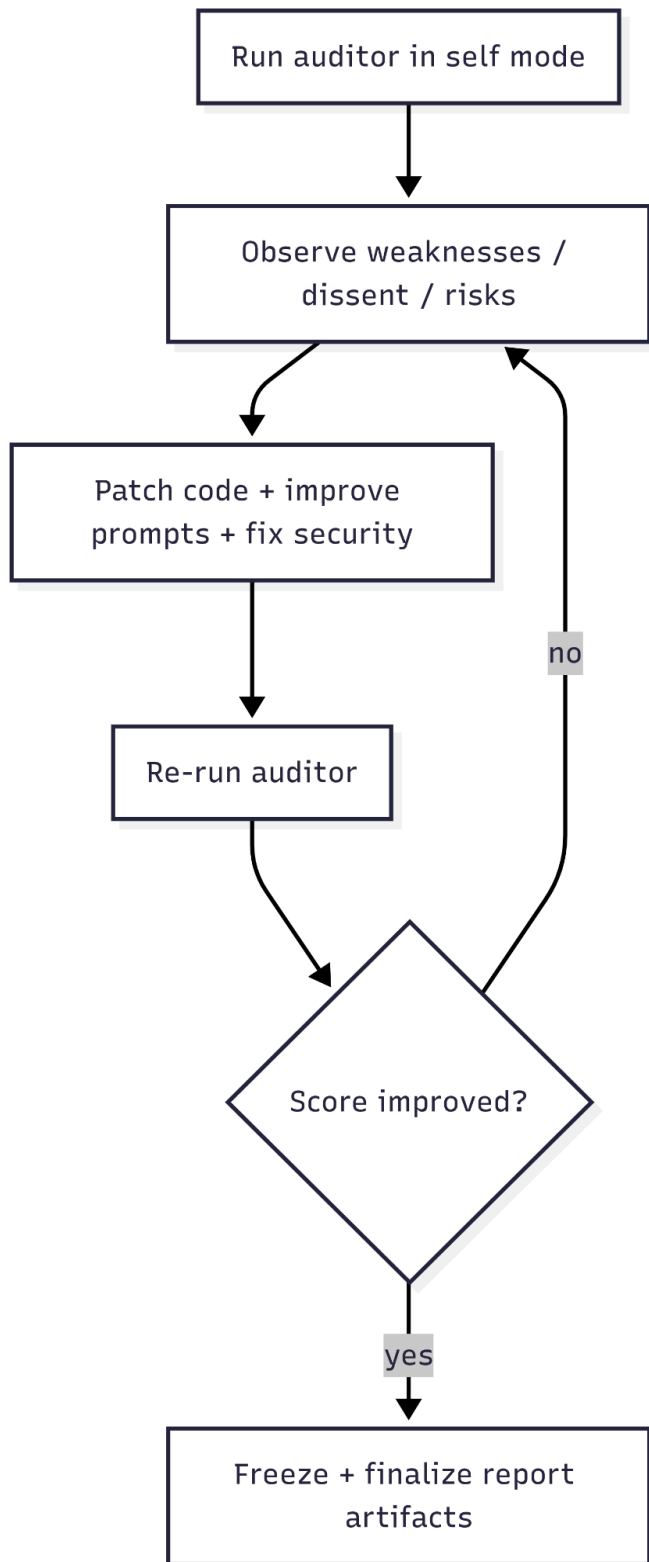 Run auditor in self mode
Observe weaknesses /
dissent / risks
Patch code + improve
prompts + fix security
no
Re-run auditor
Score improved?
yes
Freeze + finalize report
artifacts